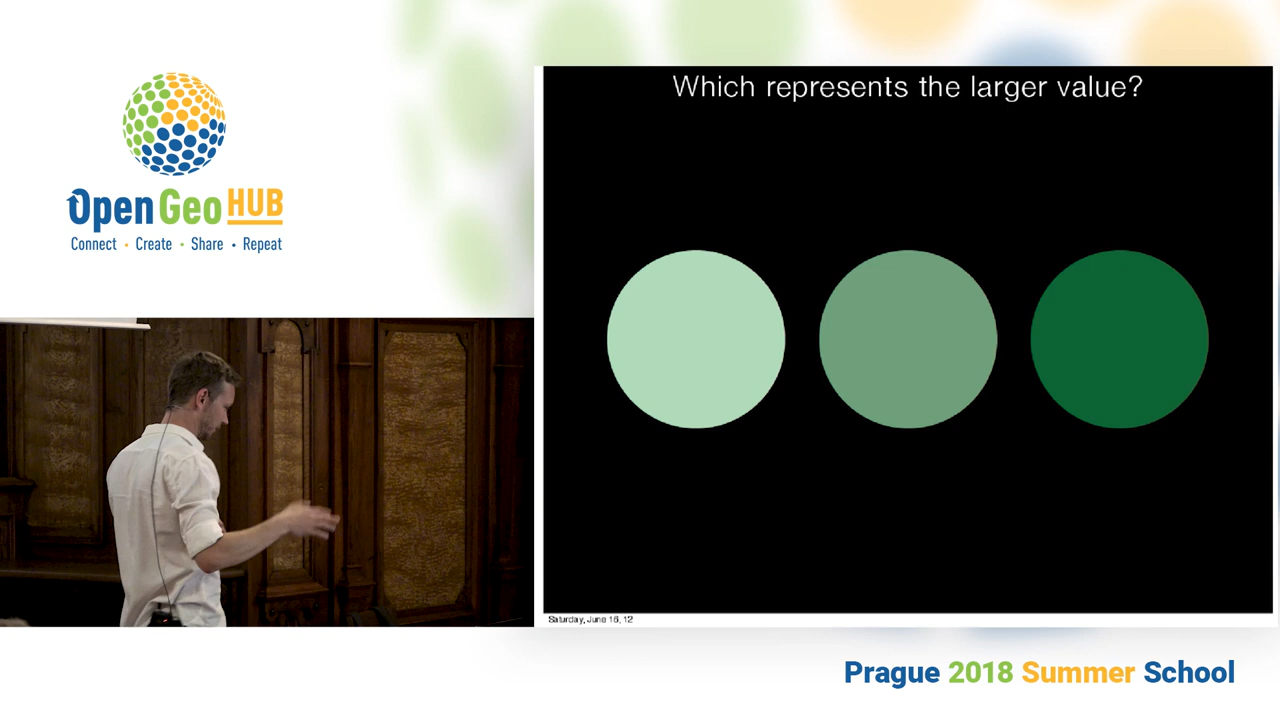 Open Geo HUB
Connect • Create • Share • Repeat
Which represents the larger value?
Saturday, June 16, 12
Prague 2018 Summer School